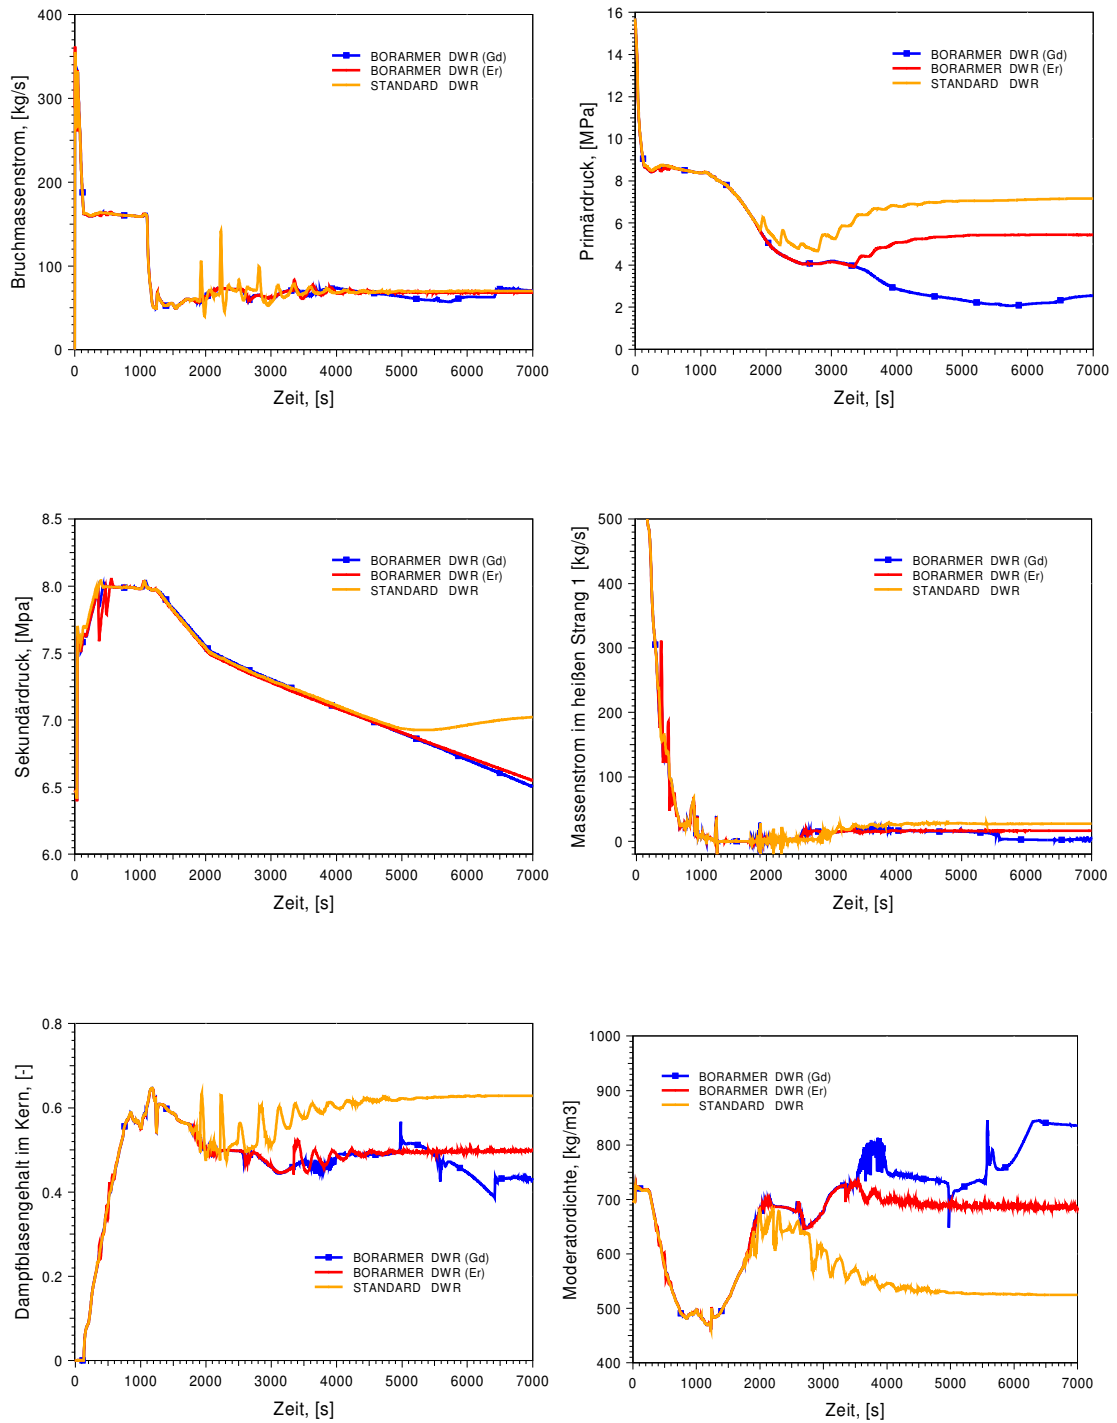 Bruchmassenstrom, [kg/s]
400
300
200
100
0
BORARMER DWR (Gd)
BORARMER DWR (Er)
STANDARD DWR
0 1000 2000 3000 4000 5000 6000 7000
Zeit, [s]
Primärdruck, [MPa]
16
14
12
10
8
6
4
2
0
BORARMER DWR (Gd)
BORARMER DWR (Er)
STANDARD DWR
0 1000 2000 3000 4000 5000 6000 7000
Zeit, [s]
Sekundärdruck, [Mpa]
8.5
8.0
7.5
7.0
6.5
6.0
BORARMER DWR (Gd)
BORARMER DWR (Er)
STANDARD DWR
0 1000 2000 3000 4000 5000 6000 7000
Zeit, [s]
Massenstrom im heißen Strang 1 [kg/s]
500
400
300
200
100
0
BORARMER DWR (Gd)
BORARMER DWR (Er)
STANDARD DWR
0 1000 2000 3000 4000 5000 6000 7000
Zeit, [s]
Dampfblasengehalt im Kern, [-]
0.8
0.6
0.4
0.2
0
BORARMER DWR (Gd)
BORARMER DWR (Er)
STANDARD DWR
0 1000 2000 3000 4000 5000 6000 7000
Zeit, [s]
Moderatordichte, [kg/m3]
1000
900
800
700
600
500
400
BORARMER DWR (Gd)
BORARMER DWR (Er)
STANDARD DWR
0 1000 2000 3000 4000 5000 6000 7000
Zeit, [s]